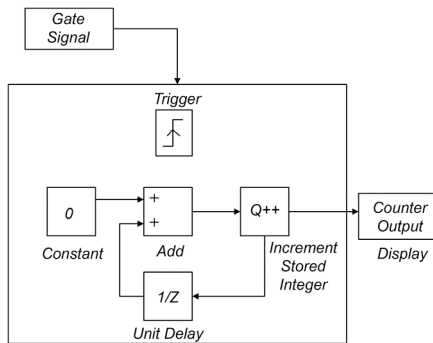 Gate
Signal
Trigger
0
Constant
+
+
Add
Q++
Increment
Stored
Integer
Counter
Output
Display
1/Z
Unit Delay